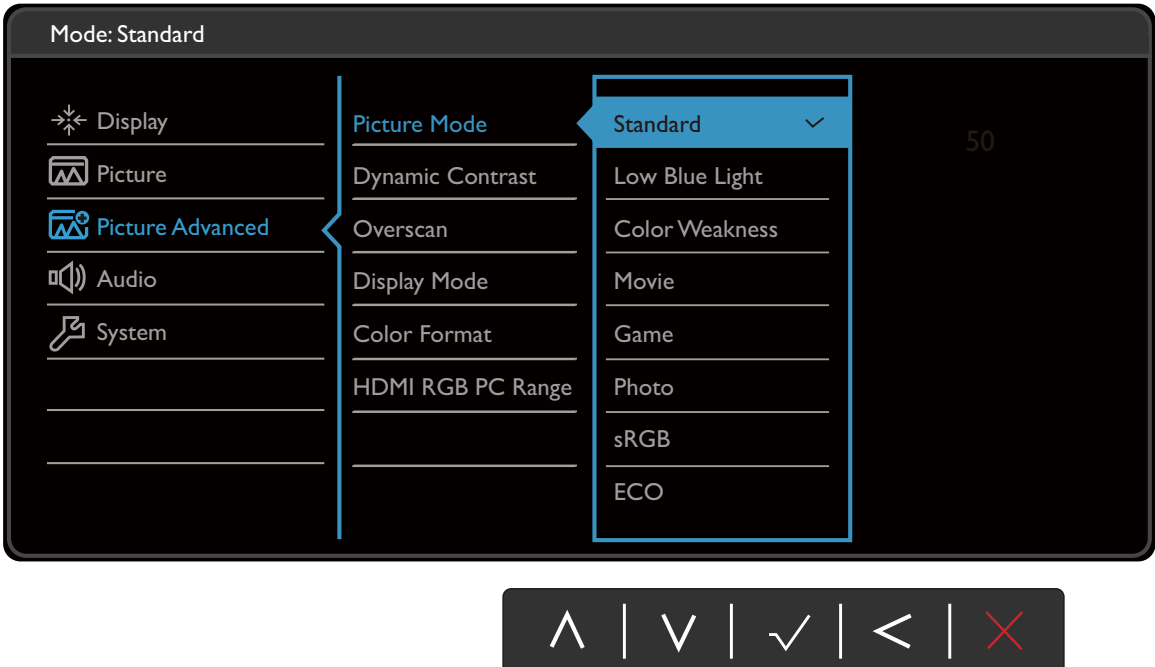 Mode: Standard
Display
Picture
Picture Advanced
Audio
System
Picture Mode
Dynamic Contrast
Overscan
Display Mode
Color Format
HDMI RGB PC Range
Standard
Low Blue Light
Color Weakness
Movie
Game
Photo
sRGB
ECO
50